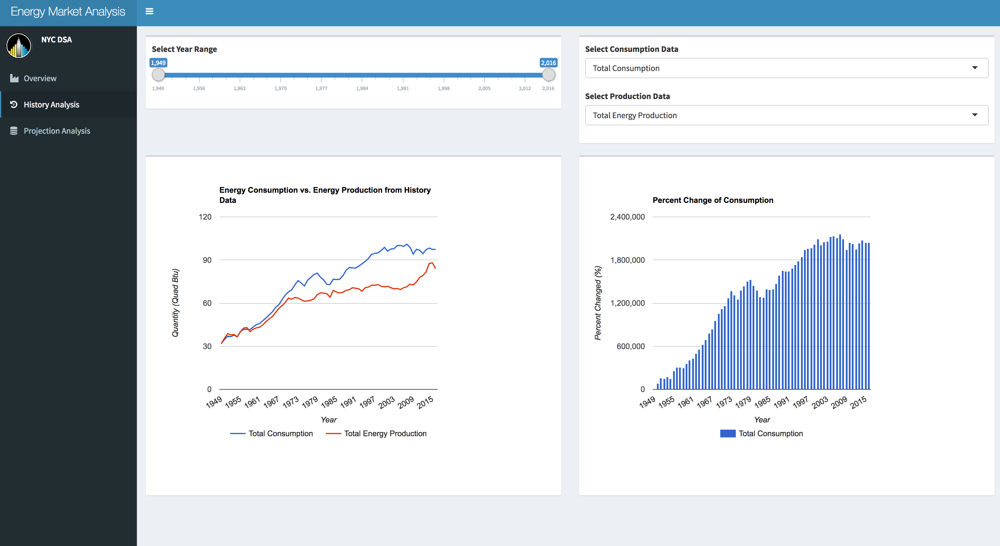 Energy Market Analysis
NYC DSA
Overview
History Analysis
Projection Analysis
Select Year Range
1,949 2,016
1,949 1,956 1,963 1,970 1,977 1,984 1,991 1,998 2,005 2,012 2,016
Select Consumption Data
Total Consumption
Select Production Data
Total Energy Production
Energy Consumption vs. Energy Production from History
Data
Quantity (Quad Btu)
120
90
60
30
0
1949 1955 1961 1967 1973 1979 1985 1991 1997 2003 2009 2015
Year
Total Consumption Total Energy Production
Percent Change of Consumption
Percent Changed (%)
2,400,000
1,800,000
1,200,000
600,000
0
1949 1955 1961 1967 1973 1979 1985 1991 1997 2003 2009 2015
Year
Total Consumption